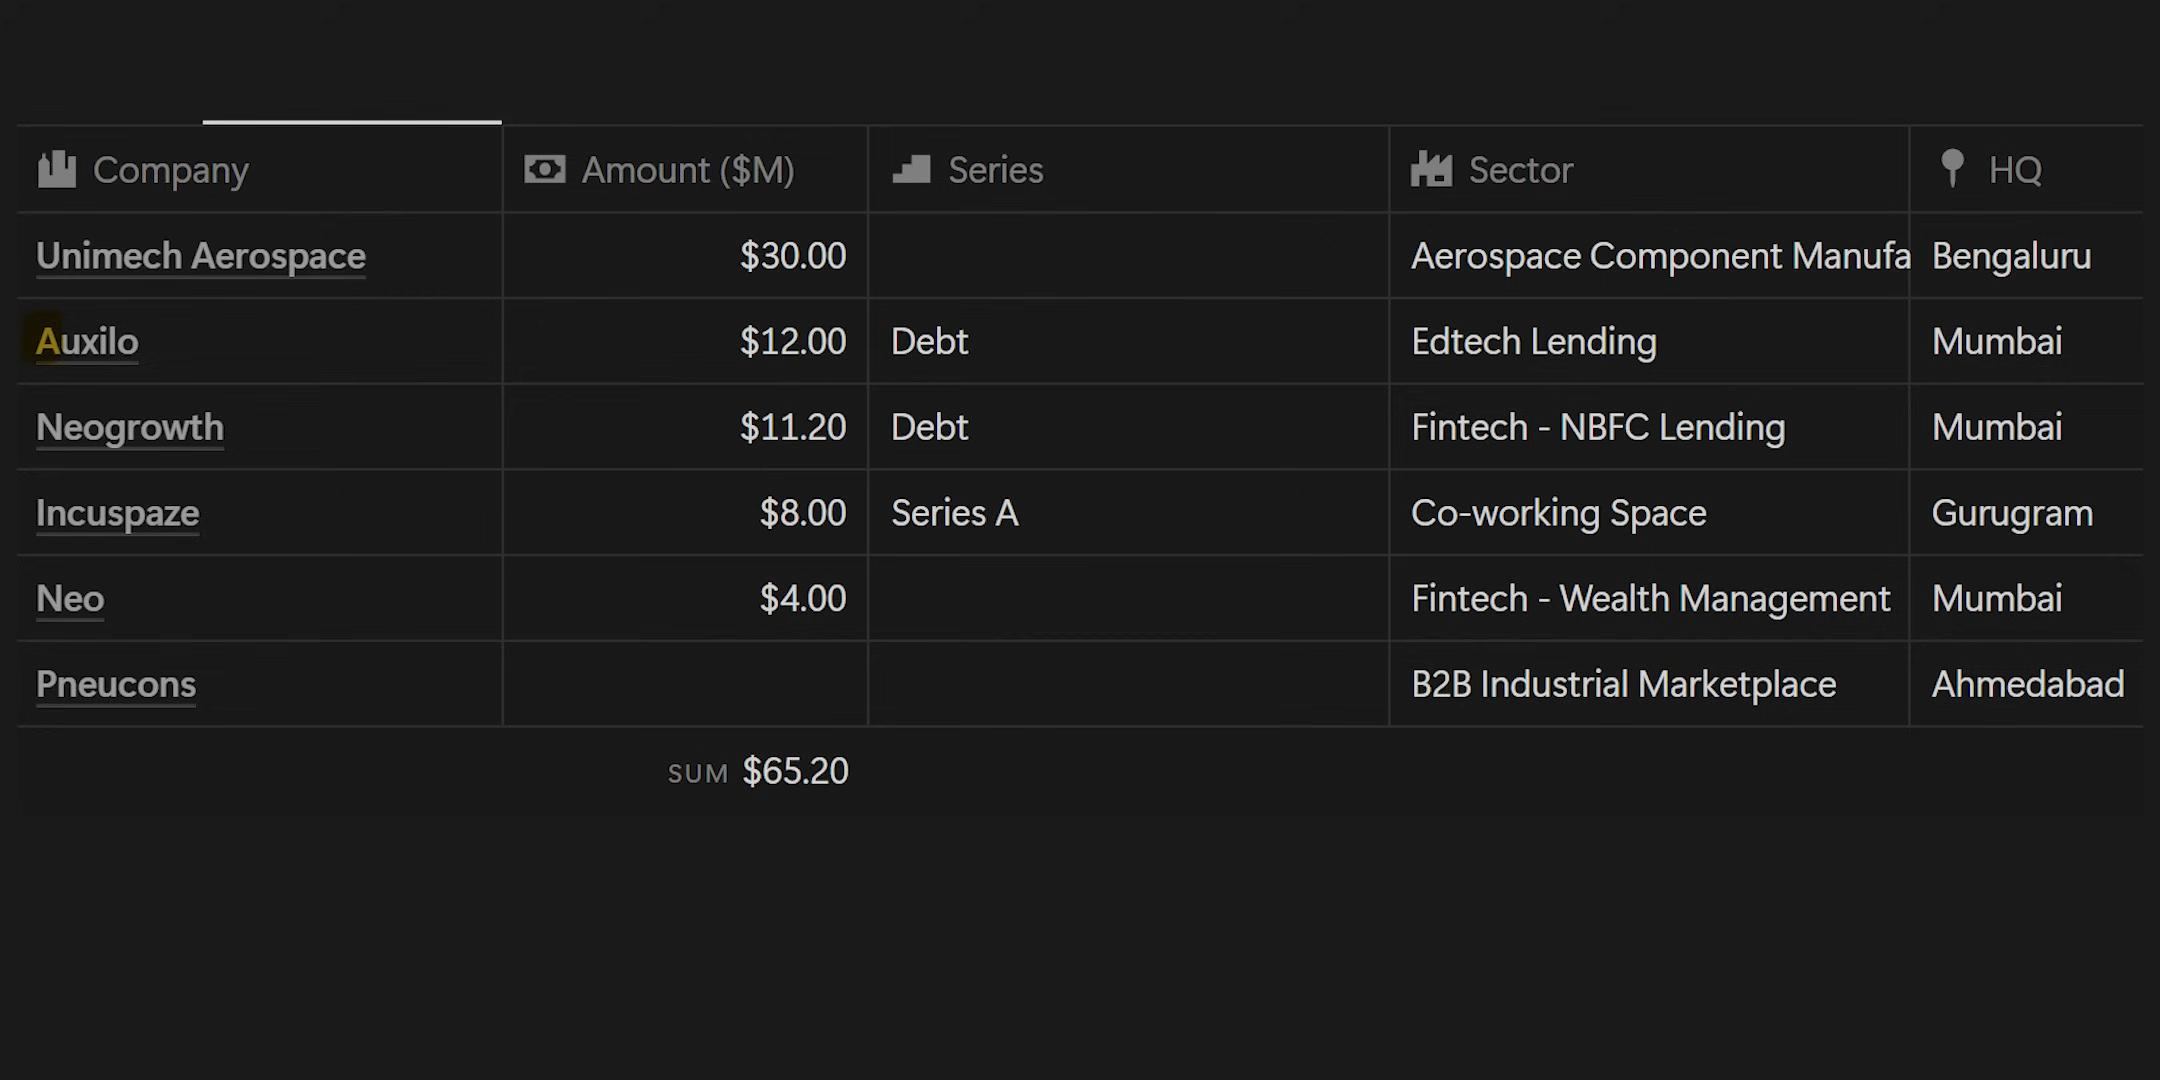 Company Amount ($M) Series Sector HQ
Unimech Aerospace $30.00 Aerospace Component Manufa Bengaluru
Auxilo $12.00 Debt Edtech Lending Mumbai
Neogrowth $11.20 Debt Fintech - NBFC Lending Mumbai
Incuspaze $8.00 Series A Co-working Space Gurugram
Neo $4.00 Fintech - Wealth Management Mumbai
Pneucons B2B Industrial Marketplace Ahmedabad
SUM $65.20